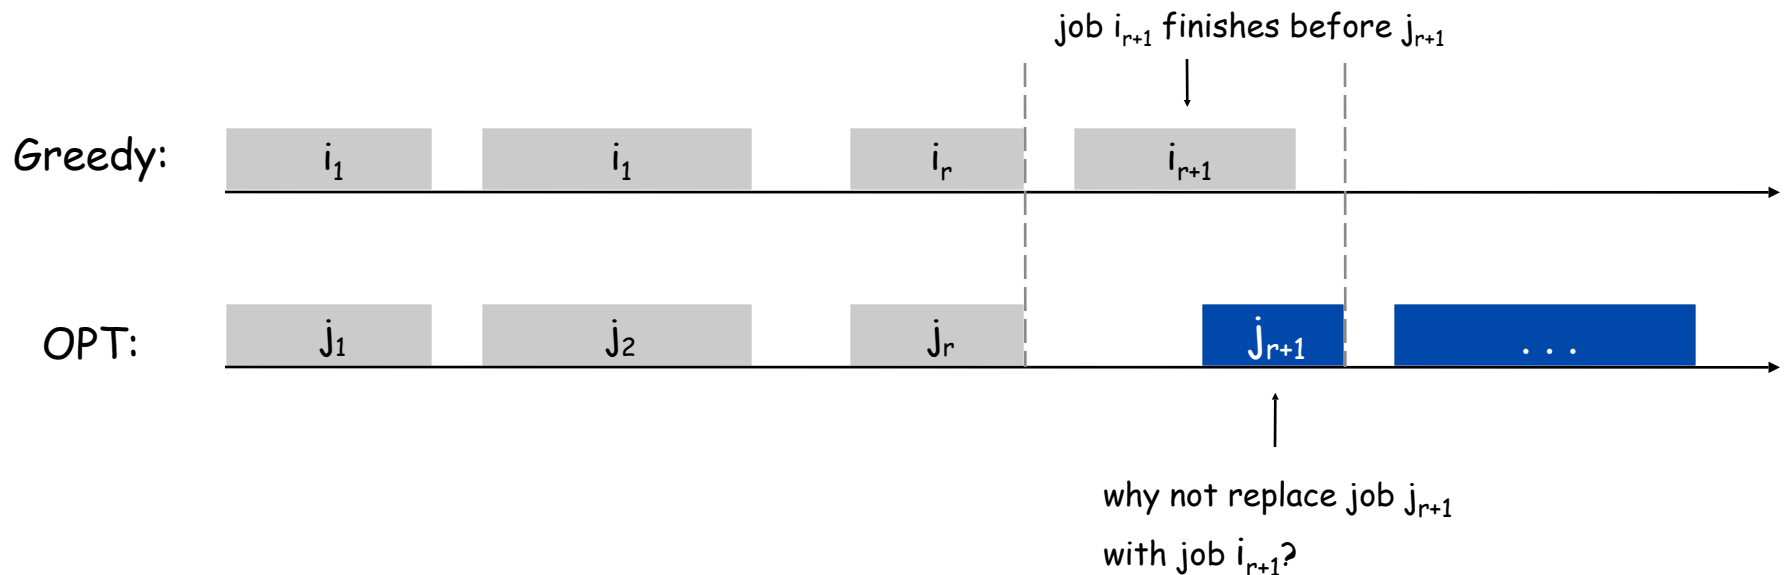 job iᵣ₊₁ finishes before jᵣ₊₁
Greedy: i₁ i₁ iᵣ iᵣ₊₁
OPT: j₁ j₂ jᵣ jᵣ₊₁ . . .
why not replace job jᵣ₊₁
with job iᵣ₊₁?